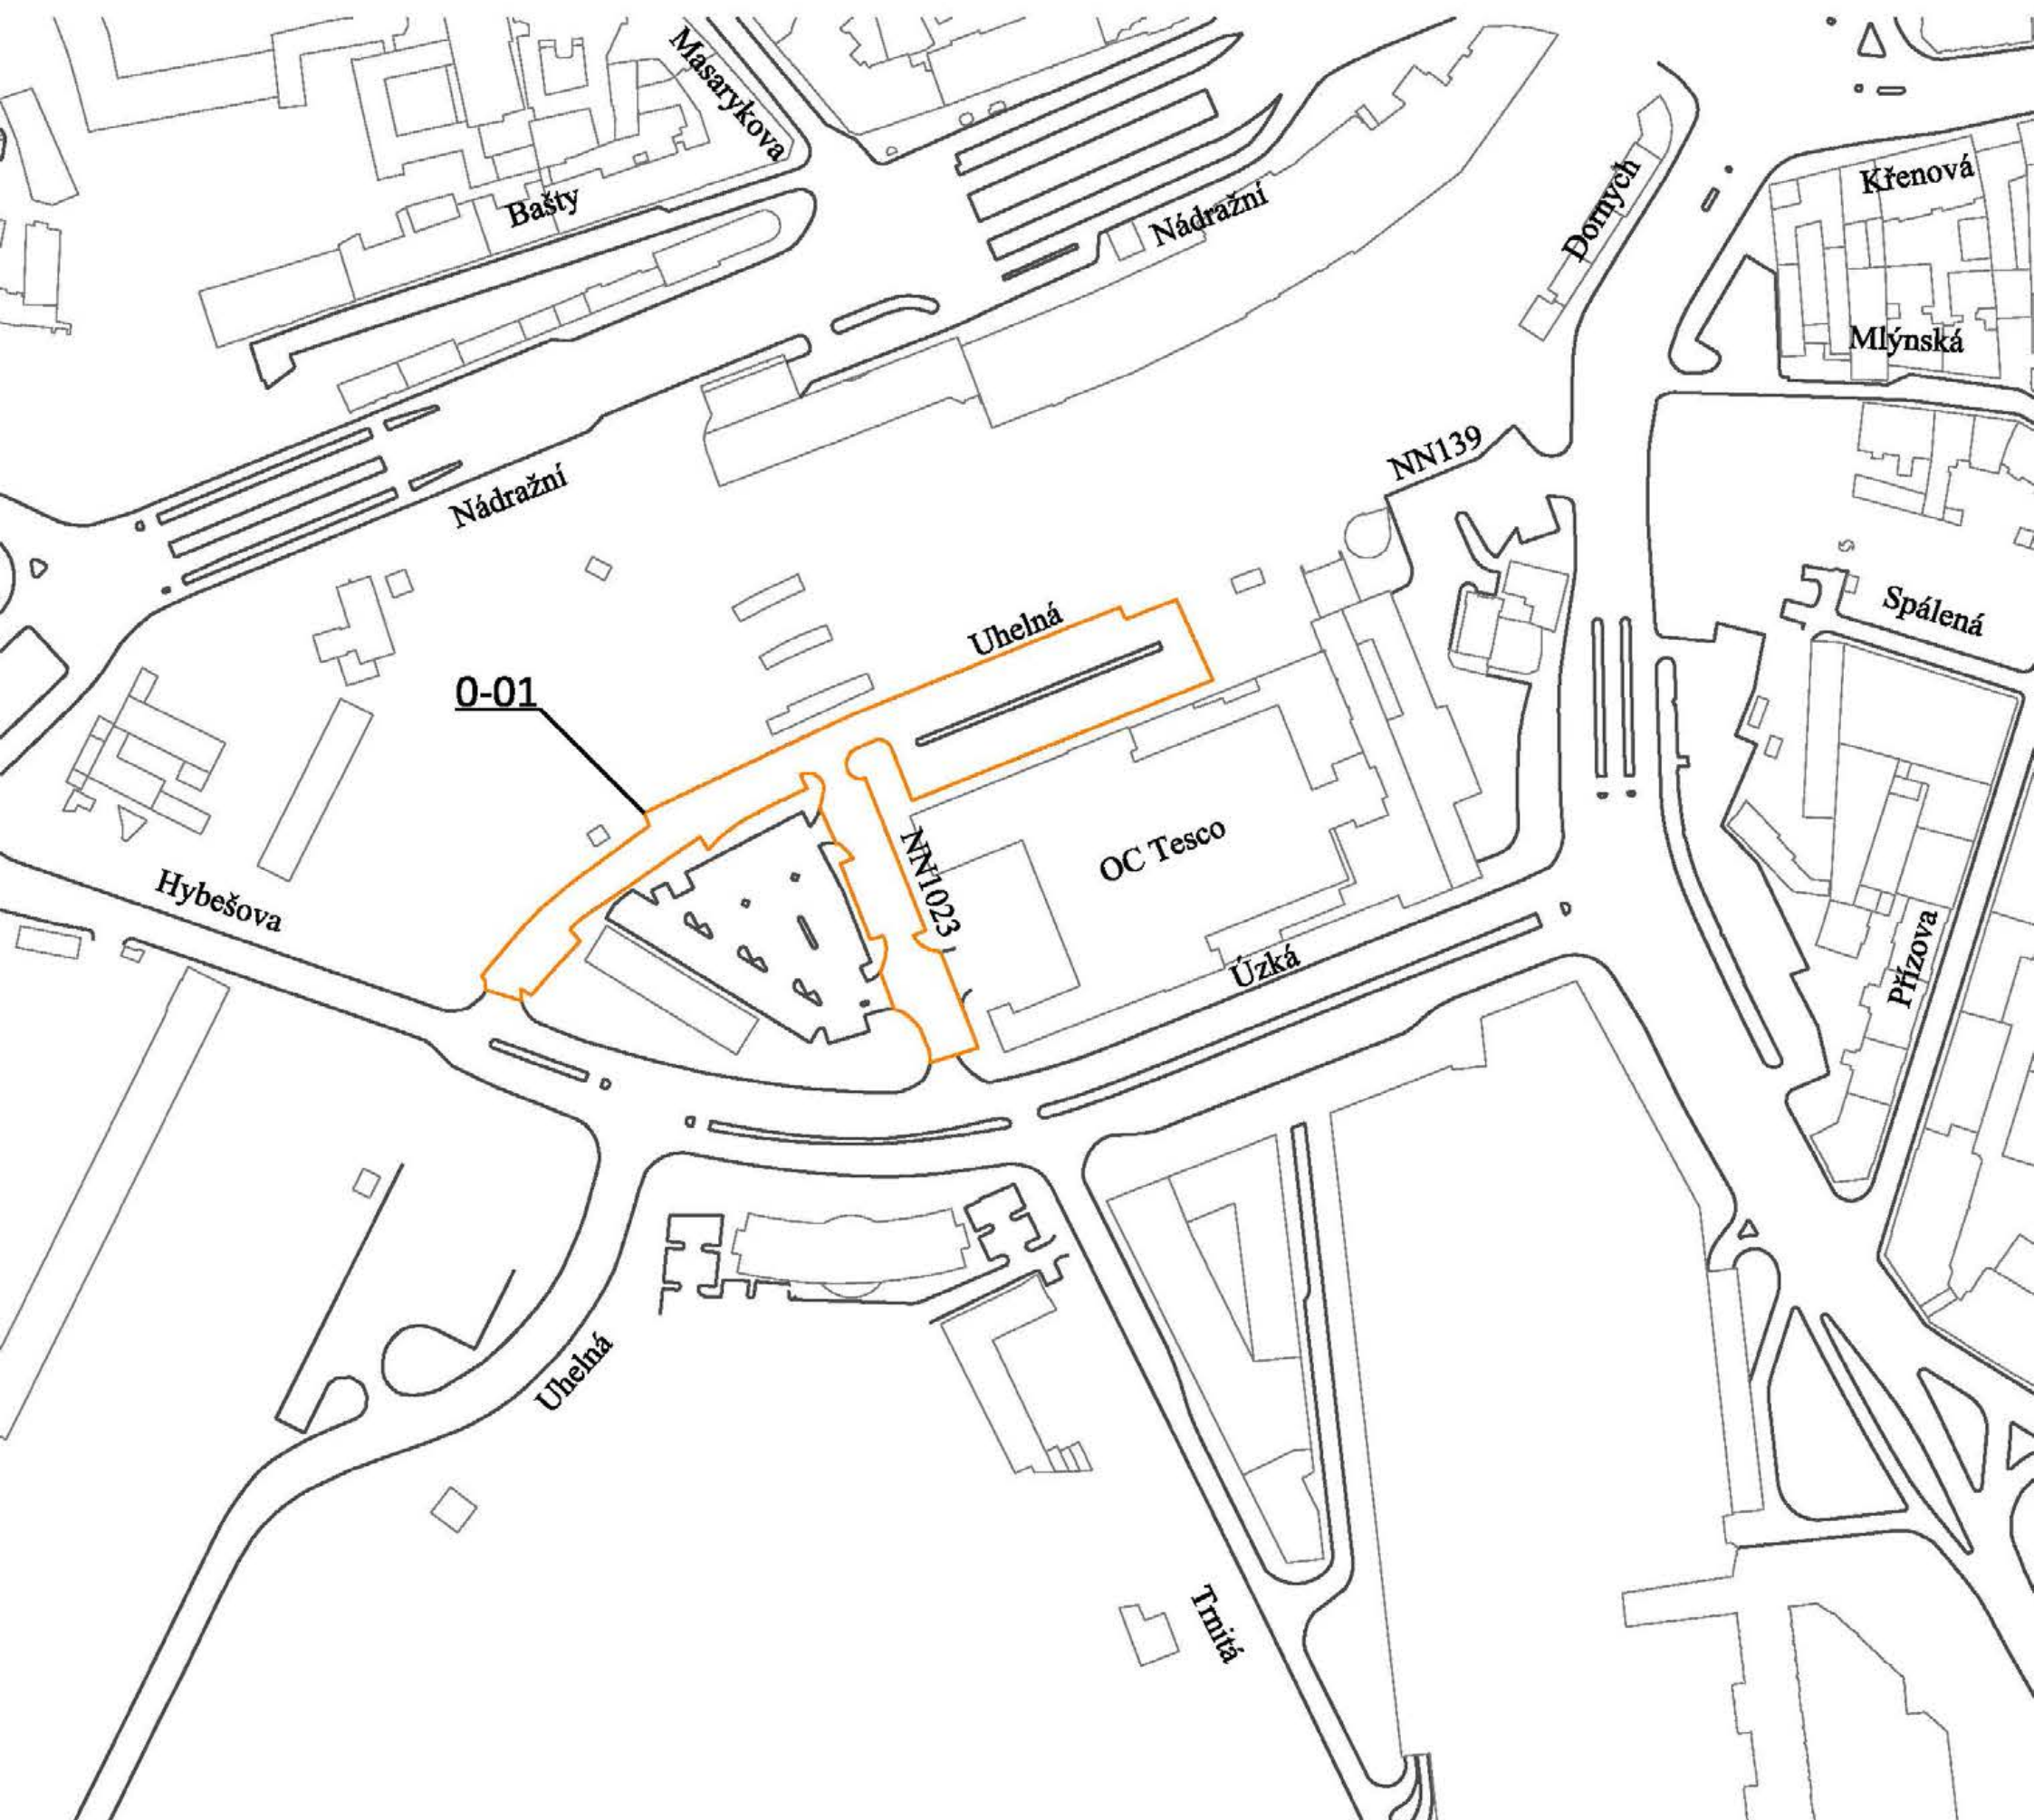 Masarykova
Bašty
Nádražní
Dornych
Křenová
Mlýnská
NN139
Nádražní
Spálená
Uhelná
0-01
OC Tesco
NN1023
Hybešova
Úzká
Přízova
Uhelná
Trnitá